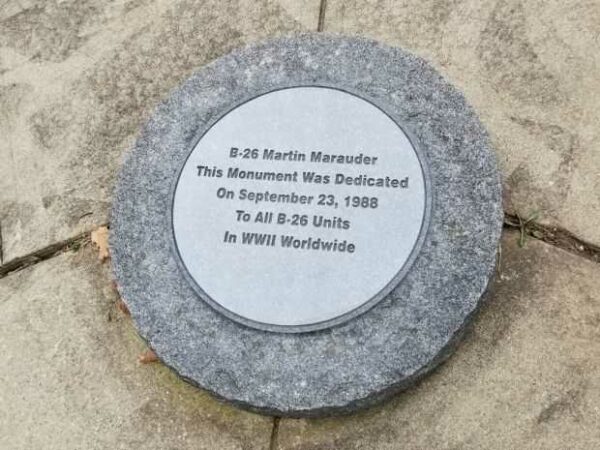 B-26 Martin Marauder
This Monument Was Dedicated
On September 23, 1988
To All B-26 Units
In WWII Worldwide